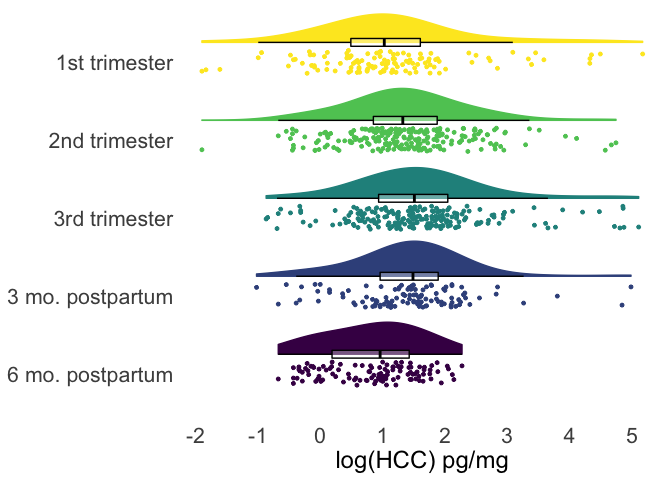 1st trimester
2nd trimester
3rd trimester
3 mo. postpartum
6 mo. postpartum
-2 -1 0 1 2 3 4 5
log(HCC) pg/mg